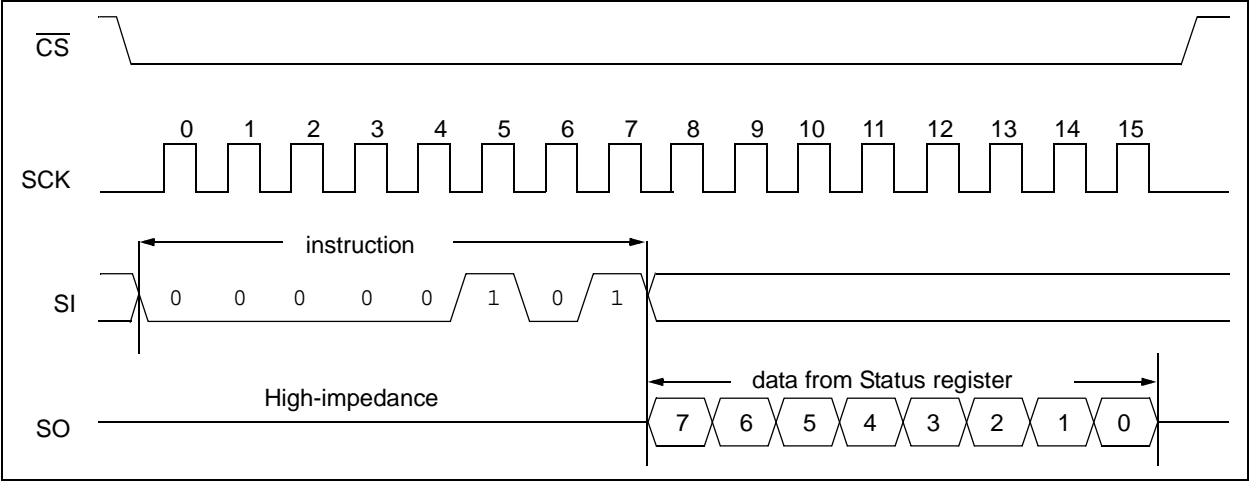 CS
0 1 2 3 4 5 6 7 8 9 10 11 12 13 14 15
SCK
instruction
SI 0 0 0 0 0 1 0 1
data from Status register
High-impedance
SO 7 6 5 4 3 2 1 0